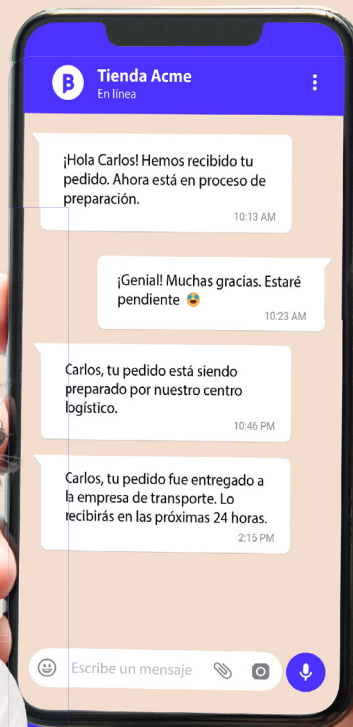 B
Tienda Acme
En línea
¡Hola Carlos! Hemos recibido tu
pedido. Ahora está en proceso de
preparación.
10:13 AM
¡Genial! Muchas gracias. Estaré
pendiente 🤩
10:23 AM
Carlos, tu pedido está siendo
preparado por nuestro centro
logístico.
10:46 PM
Carlos, tu pedido fue entregado a
la empresa de transporte. Lo
recibirás en las próximas 24 horas.
2:15 PM
Escribe un mensaje